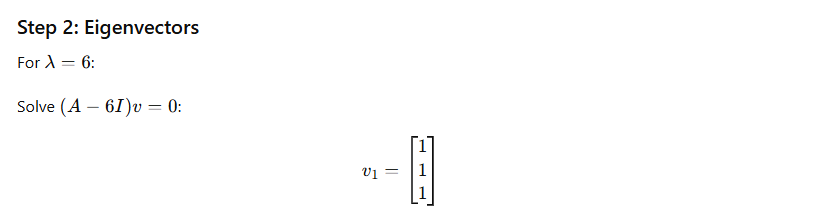 Step 2: Eigenvectors
For λ = 6:
Solve (A − 6I)v = 0:
v₁ = [1
1
1]